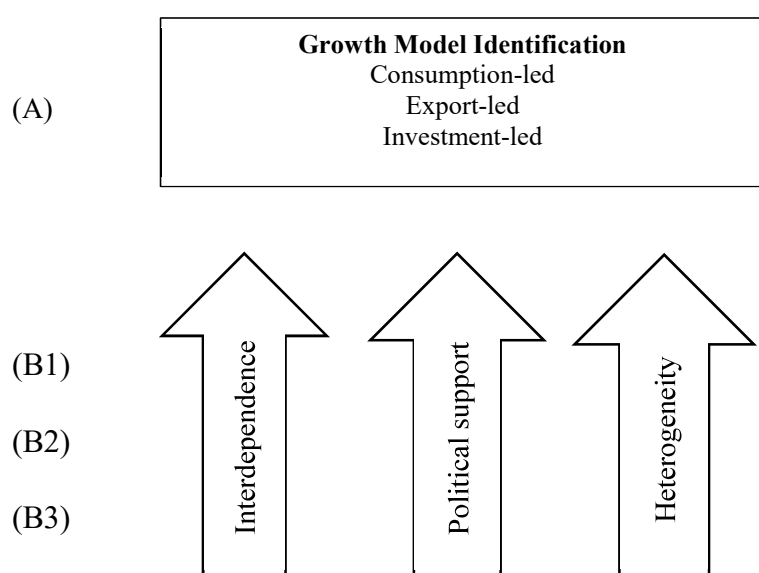 Growth Model Identification
Consumption-led
(A)
Export-led
Investment-led
(B1)
(B2)
(B3)
Interdependence
Political support
Heterogeneity